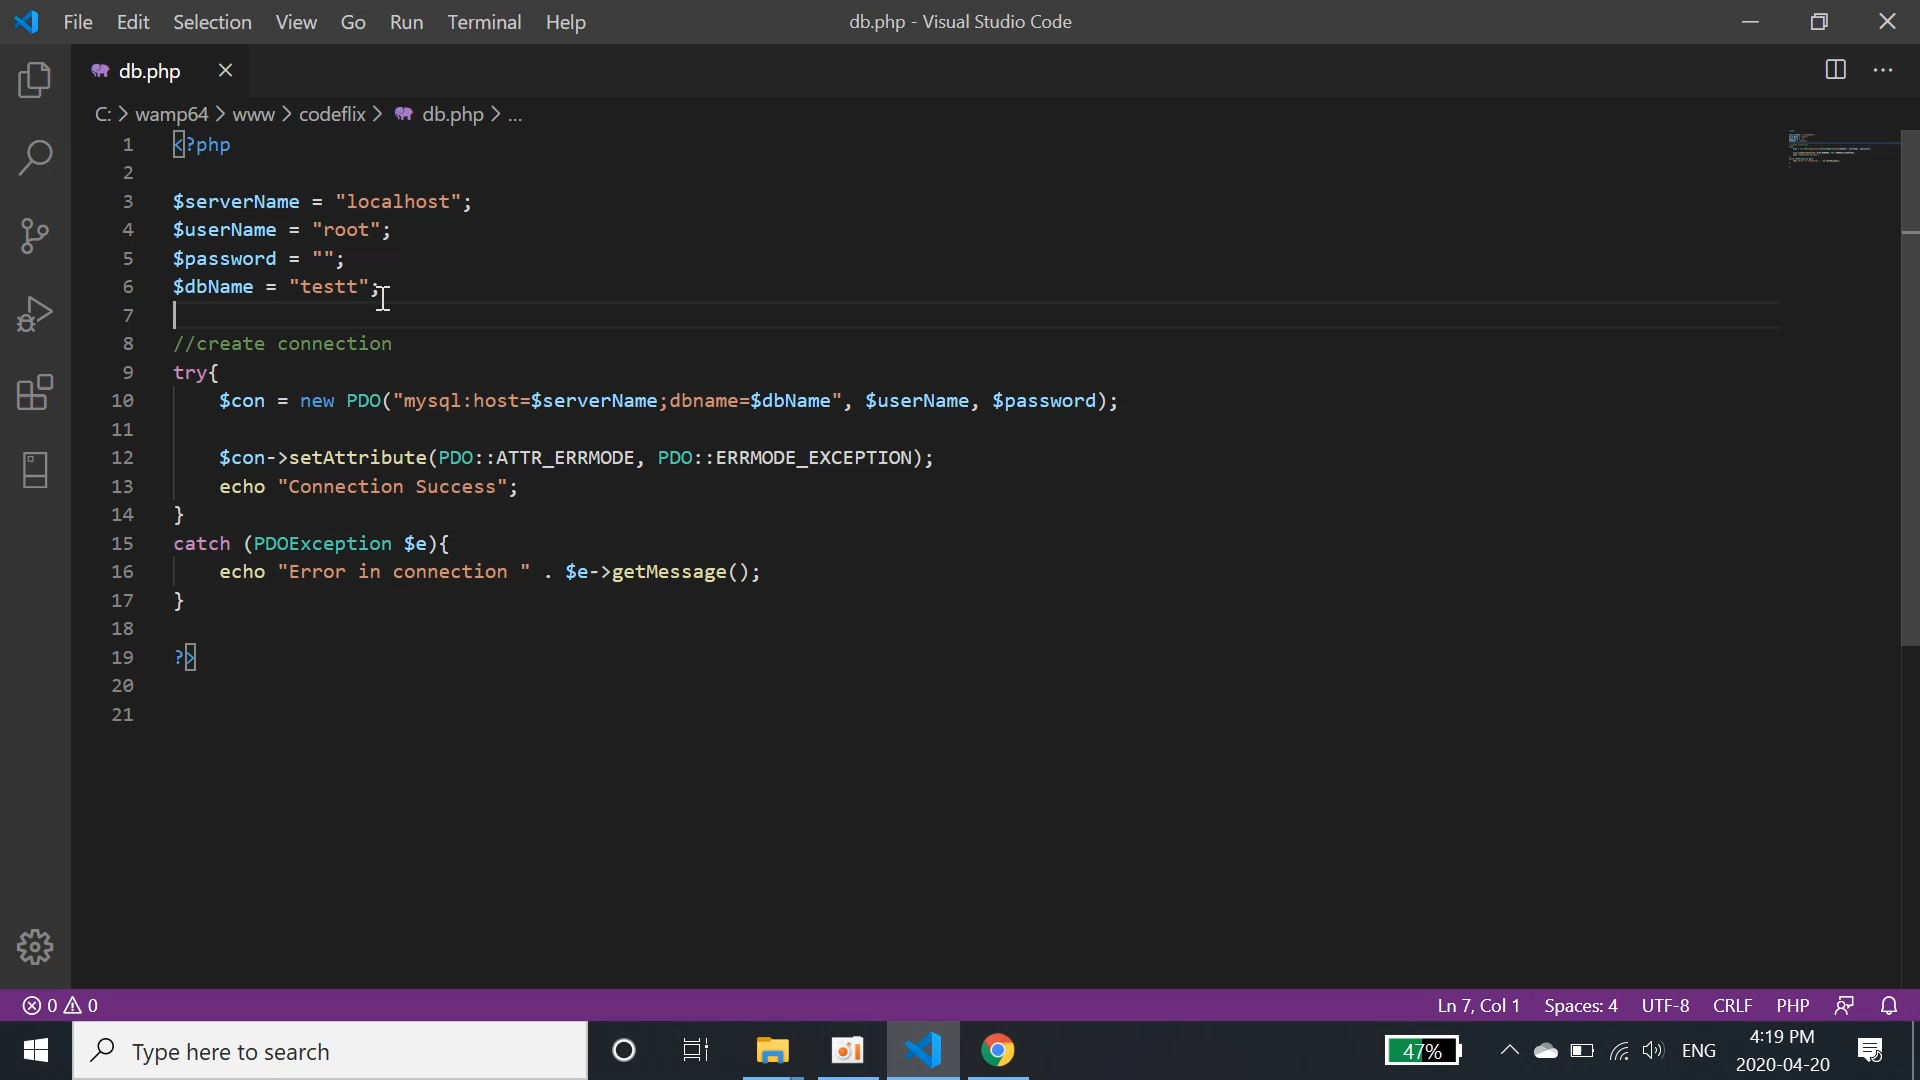 File Edit Selection View Go Run Terminal Help
db.php - Visual Studio Code
db.php
C: > wamp64 > www > codeflix > db.php > ...
1 <?php
2
3 $serverName = "localhost";
4 $userName = "root";
5 $password = "";
6 $dbName = "testt";
7
8 //create connection
9 try{
10 $con = new PDO("mysql:host=$serverName;dbname=$dbName", $userName, $password);
11
12 $con->setAttribute(PDO::ATTR_ERRMODE, PDO::ERRMODE_EXCEPTION);
13 echo "Connection Success";
14 }
15 catch (PDOException $e){
16 echo "Error in connection " . $e->getMessage();
17 }
18
19 ?>
20
21
0 0 Ln 7, Col 1 Spaces: 4 UTF-8 CRLF PHP
Type here to search
47%
ENG
4:19 PM
2020-04-20